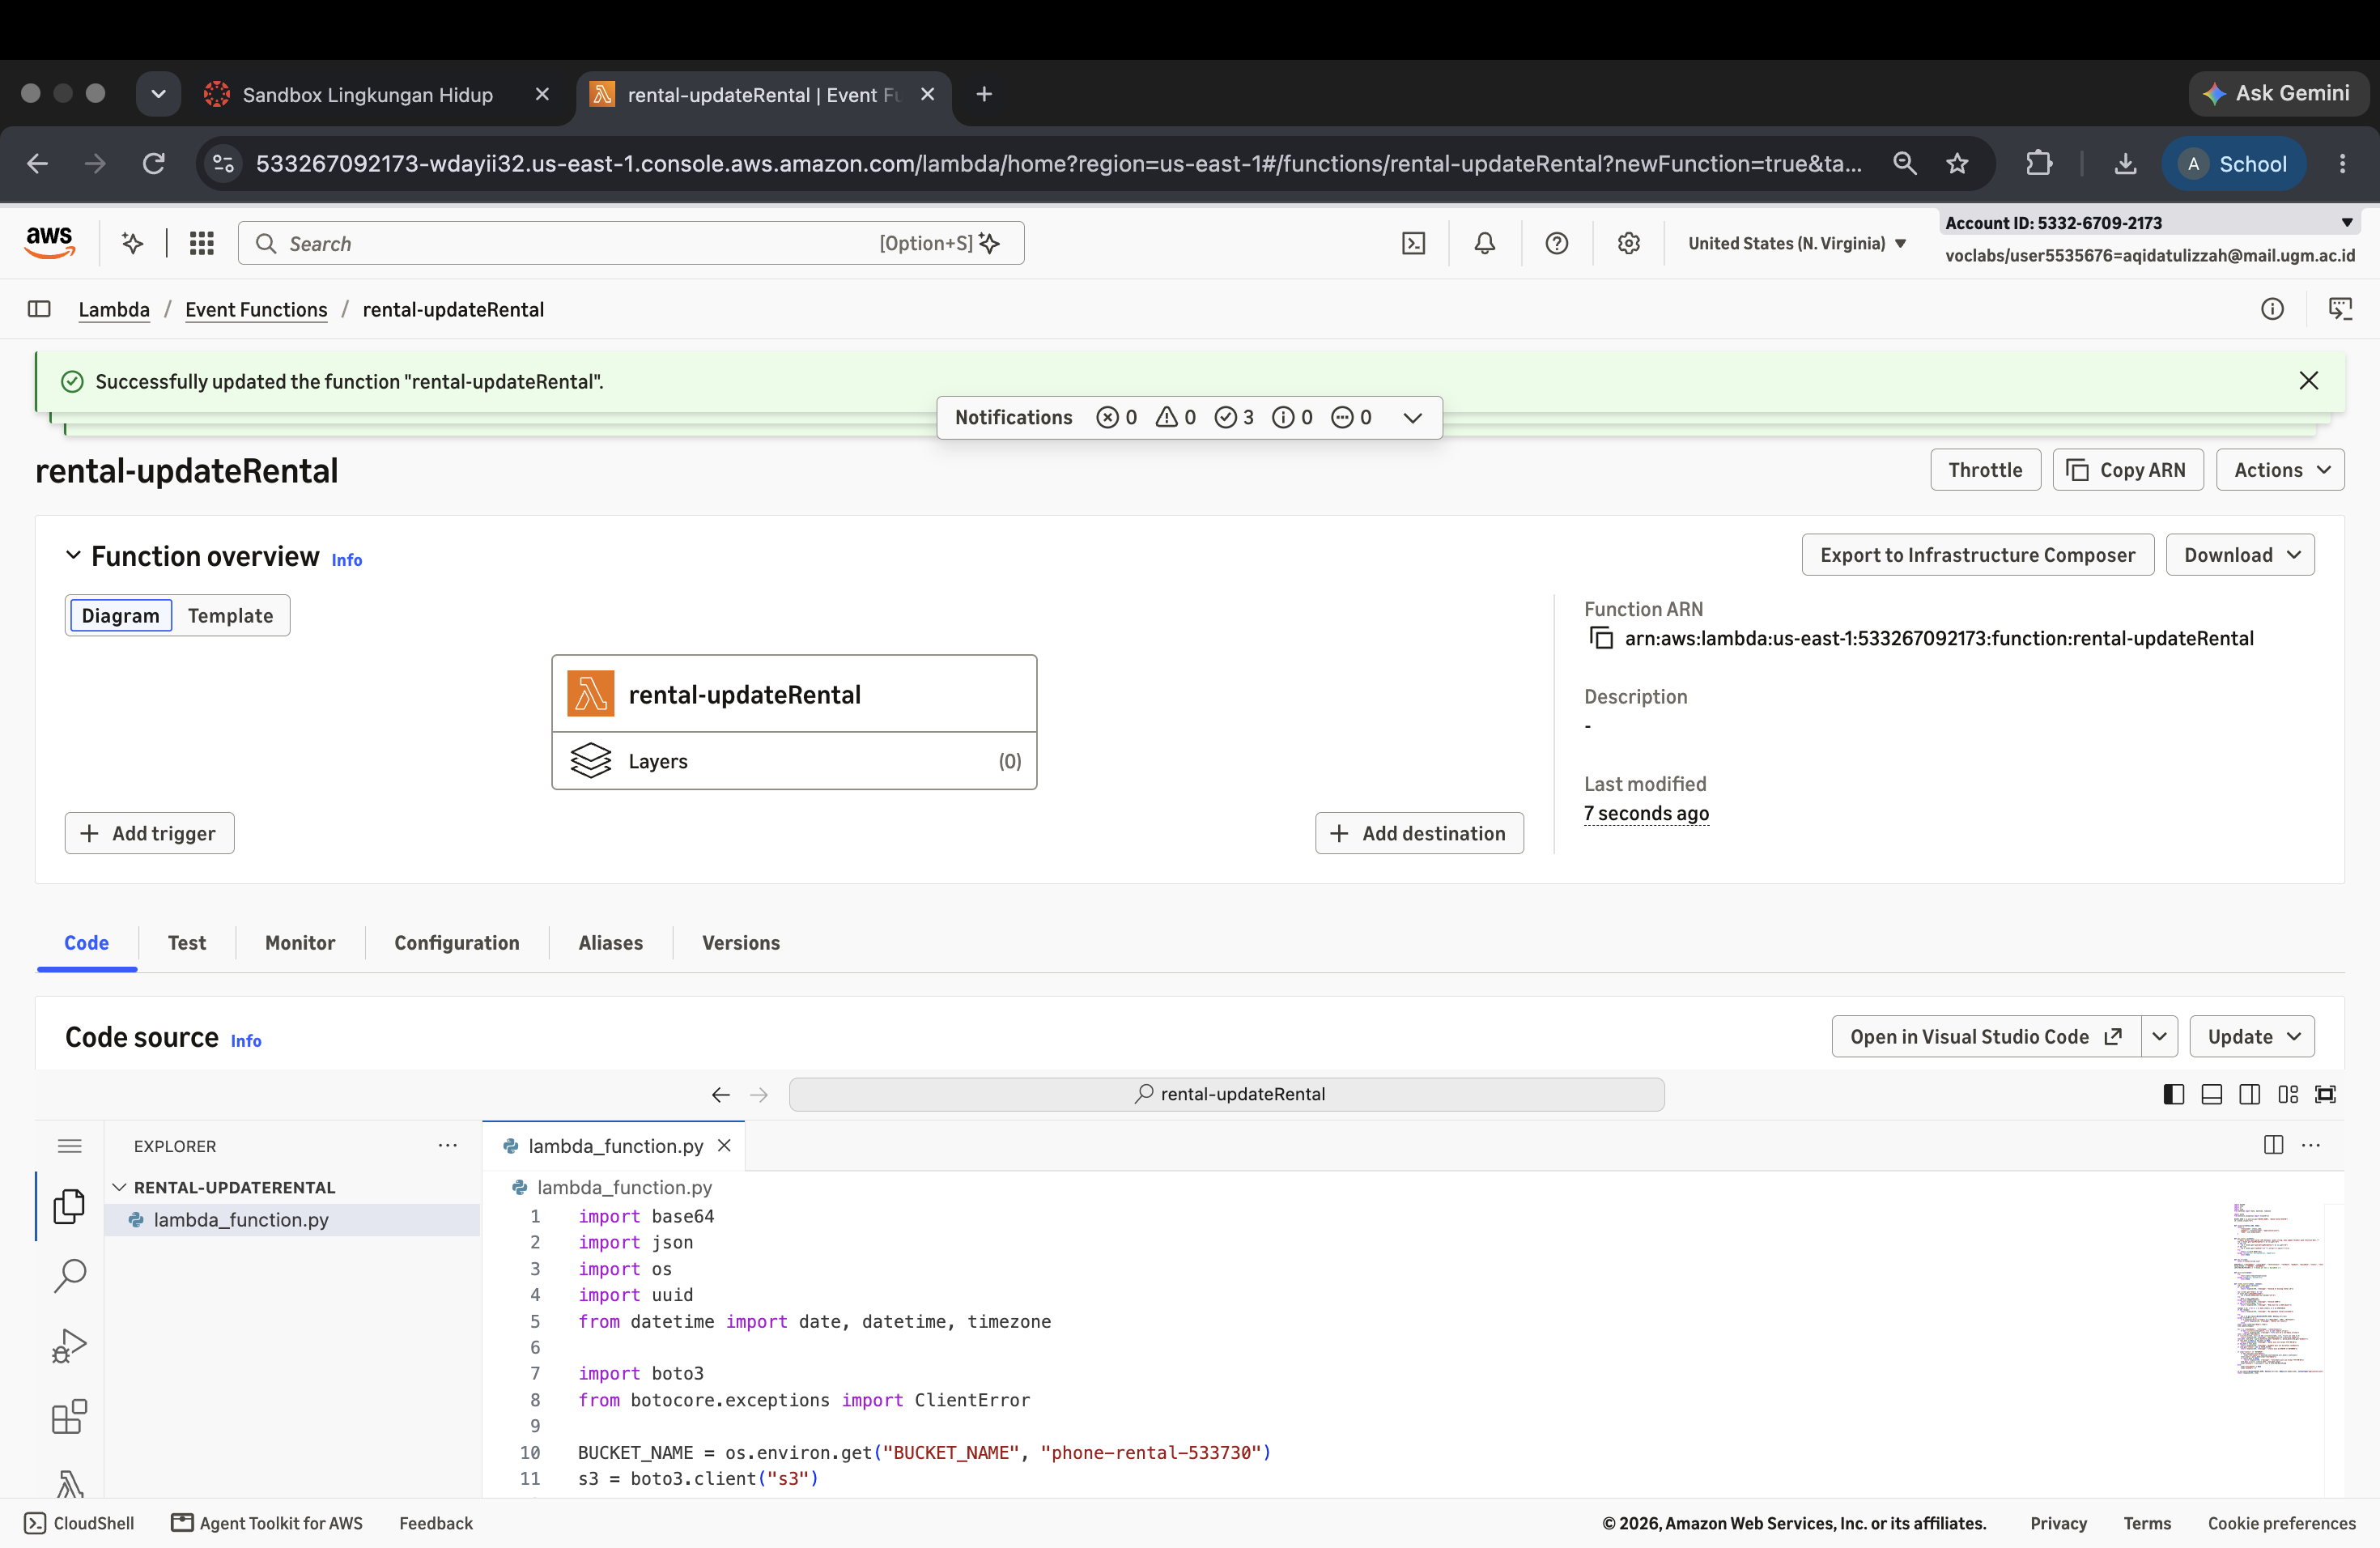 Sandbox Lingkungan Hidup
rental-updateRental | Event Fu
Ask Gemini
533267092173-wdayii32.us-east-1.console.aws.amazon.com/lambda/home?region=us-east-1#/functions/rental-updateRental?newFunction=true&ta...
A School
aws
Search
[Option+S]
United States (N. Virginia)
Account ID: 5332-6709-2173
voclabs/user5535676=aqidatulizzah@mail.ugm.ac.id
Lambda / Event Functions / rental-updateRental
Successfully updated the function "rental-updateRental".
Notifications 0 0 3 0 0
rental-updateRental
Throttle
Copy ARN
Actions
Function overview Info
Export to Infrastructure Composer
Download
Diagram
Template
rental-updateRental
Layers (0)
Add trigger
Add destination
Function ARN
arn:aws:lambda:us-east-1:533267092173:function:rental-updateRental
Description
-
Last modified
7 seconds ago
Code
Test
Monitor
Configuration
Aliases
Versions
Code source Info
Open in Visual Studio Code
Update
rental-updateRental
EXPLORER
RENTAL-UPDATERENTAL
lambda_function.py
lambda_function.py
lambda_function.py
1 import base64
2 import json
3 import os
4 import uuid
5 from datetime import date, datetime, timezone
6
7 import boto3
8 from botocore.exceptions import ClientError
9
10 BUCKET_NAME = os.environ.get("BUCKET_NAME", "phone-rental-533730")
11 s3 = boto3.client("s3")
CloudShell
Agent Toolkit for AWS
Feedback
© 2026, Amazon Web Services, Inc. or its affiliates.
Privacy
Terms
Cookie preferences